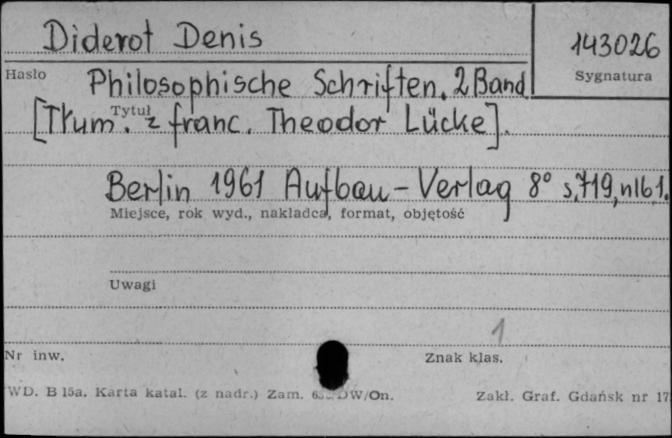 Diderot Denis
143026
Hasło
Sygnatura
Philosophische Schriften. 2 Band
Tytuł
[Tłum. z franc. Theodor Lücke].
Berlin 1961 Aufbau-Verlag 8° s. 719, nlb 1.
Miejsce, rok wyd., nakładca, format, objętość
Uwagi
1
Nr inw.
Znak klas.
WD. B 15a. Karta katal. (z nadr.) Zam. DW/On.
Zakł. Graf. Gdańsk nr 17